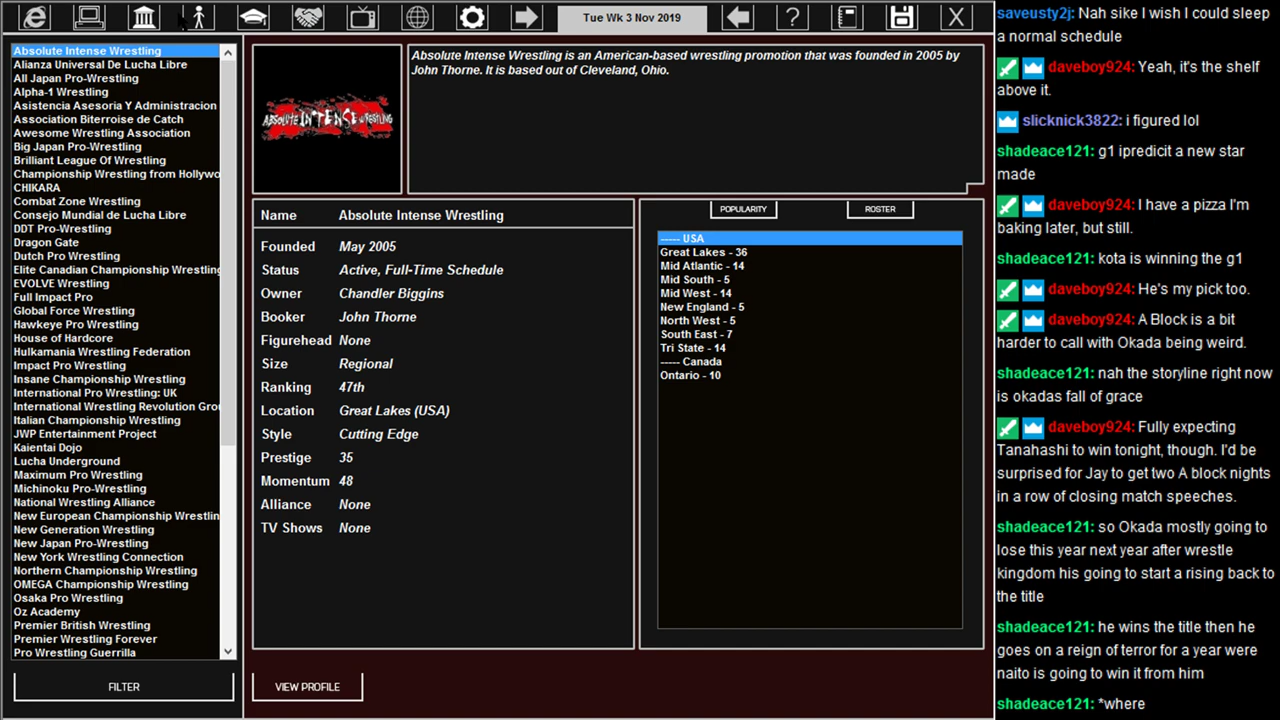 Tue Wk 3 Nov 2019
Absolute Intense Wrestling
Alianza Universal De Lucha Libre
All Japan Pro-Wrestling
Alpha-1 Wrestling
Asistencia Asesoria Y Administracion
Association Biterroise de Catch
Awesome Wrestling Association
Big Japan Pro-Wrestling
Brilliant League Of Wrestling
Championship Wrestling from Hollywo
CHIKARA
Combat Zone Wrestling
Consejo Mundial de Lucha Libre
DDT Pro-Wrestling
Dragon Gate
Dutch Pro Wrestling
Elite Canadian Championship Wrestling
EVOLVE Wrestling
Full Impact Pro
Global Force Wrestling
Hawkeye Pro Wrestling
House of Hardcore
Hulkamania Wrestling Federation
Impact Pro Wrestling
Insane Championship Wrestling
International Pro Wrestling: UK
International Wrestling Revolution Grou
Italian Championship Wrestling
JWP Entertainment Project
Kaientai Dojo
Lucha Underground
Maximum Pro Wrestling
Michinoku Pro-Wrestling
National Wrestling Alliance
New European Championship Wrestlin
New Generation Wrestling
New Japan Pro-Wrestling
New York Wrestling Connection
Northern Championship Wrestling
OMEGA Championship Wrestling
Osaka Pro Wrestling
Oz Academy
Premier British Wrestling
Premier Wrestling Forever
Pro Wrestling Guerrilla
FILTER
ABSOLUTE INTENSE WRESTLING
Absolute Intense Wrestling is an American-based wrestling promotion that was founded in 2005 by
John Thorne. It is based out of Cleveland, Ohio.
Name Absolute Intense Wrestling
Founded May 2005
Status Active, Full-Time Schedule
Owner Chandler Biggins
Booker John Thorne
Figurehead None
Size Regional
Ranking 47th
Location Great Lakes (USA)
Style Cutting Edge
Prestige 35
Momentum 48
Alliance None
TV Shows None
VIEW PROFILE
POPULARITY ROSTER
----- USA
Great Lakes - 36
Mid Atlantic - 14
Mid South - 5
Mid West - 14
New England - 5
North West - 5
South East - 7
Tri State - 14
----- Canada
Ontario - 10
saveusty2j: Nah sike I wish I could sleep
a normal schedule
daveboy924: Yeah, it's the shelf
above it.
slicknick3822: i figured lol
shadeace121: g1 ipredicit a new star
made
daveboy924: I have a pizza I'm
baking later, but still.
shadeace121: kota is winning the g1
daveboy924: He's my pick too.
daveboy924: A Block is a bit
harder to call with Okada being weird.
shadeace121: nah the storyline right now
is okadas fall of grace
daveboy924: Fully expecting
Tanahashi to win tonight, though. I'd be
surprised for Jay to get two A block nights
in a row of closing match speeches.
shadeace121: so Okada mostly going to
lose this year next year after wrestle
kingdom his going to start a rising back to
the title
shadeace121: he wins the title then he
goes on a reign of terror for a year were
naito is going to win it from him
shadeace121: *where